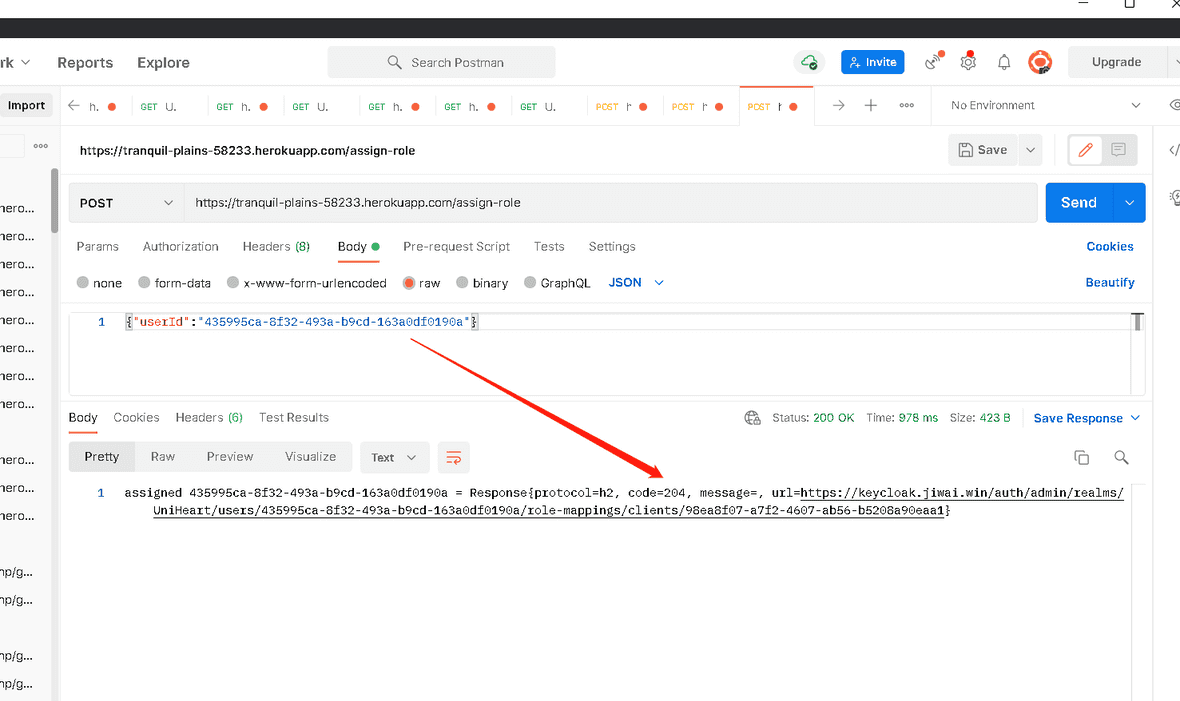 rk Reports Explore Search Postman Invite Upgrade
Import h. GET U. GET h. GET U. GET h. GET h. GET U. POST h POST h POST h No Environment
https://tranquil-plains-58233.herokuapp.com/assign-role Save
POST https://tranquil-plains-58233.herokuapp.com/assign-role Send
Params Authorization Headers (8) Body Pre-request Script Tests Settings Cookies
none form-data x-www-form-urlencoded raw binary GraphQL JSON Beautify
1 {"userId":"435995ca-8f32-493a-b9cd-163a0df0190a"}
Body Cookies Headers (6) Test Results Status: 200 OK Time: 978 ms Size: 423 B Save Response
Pretty Raw Preview Visualize Text
1 assigned 435995ca-8f32-493a-b9cd-163a0df0190a = Response{protocol=h2, code=204, message=, url=https://keycloak.jiwai.win/auth/admin/realms/
UniHeart/users/435995ca-8f32-493a-b9cd-163a0df0190a/role-mappings/clients/98ea8f07-a7f2-4607-ab56-b5208a90eaa1}
hero...
hero...
hero...
hero...
hero...
hero...
hero...
hero...
hero...
hero...
hero...
np/g...
np/g...
np/g...
np/g...